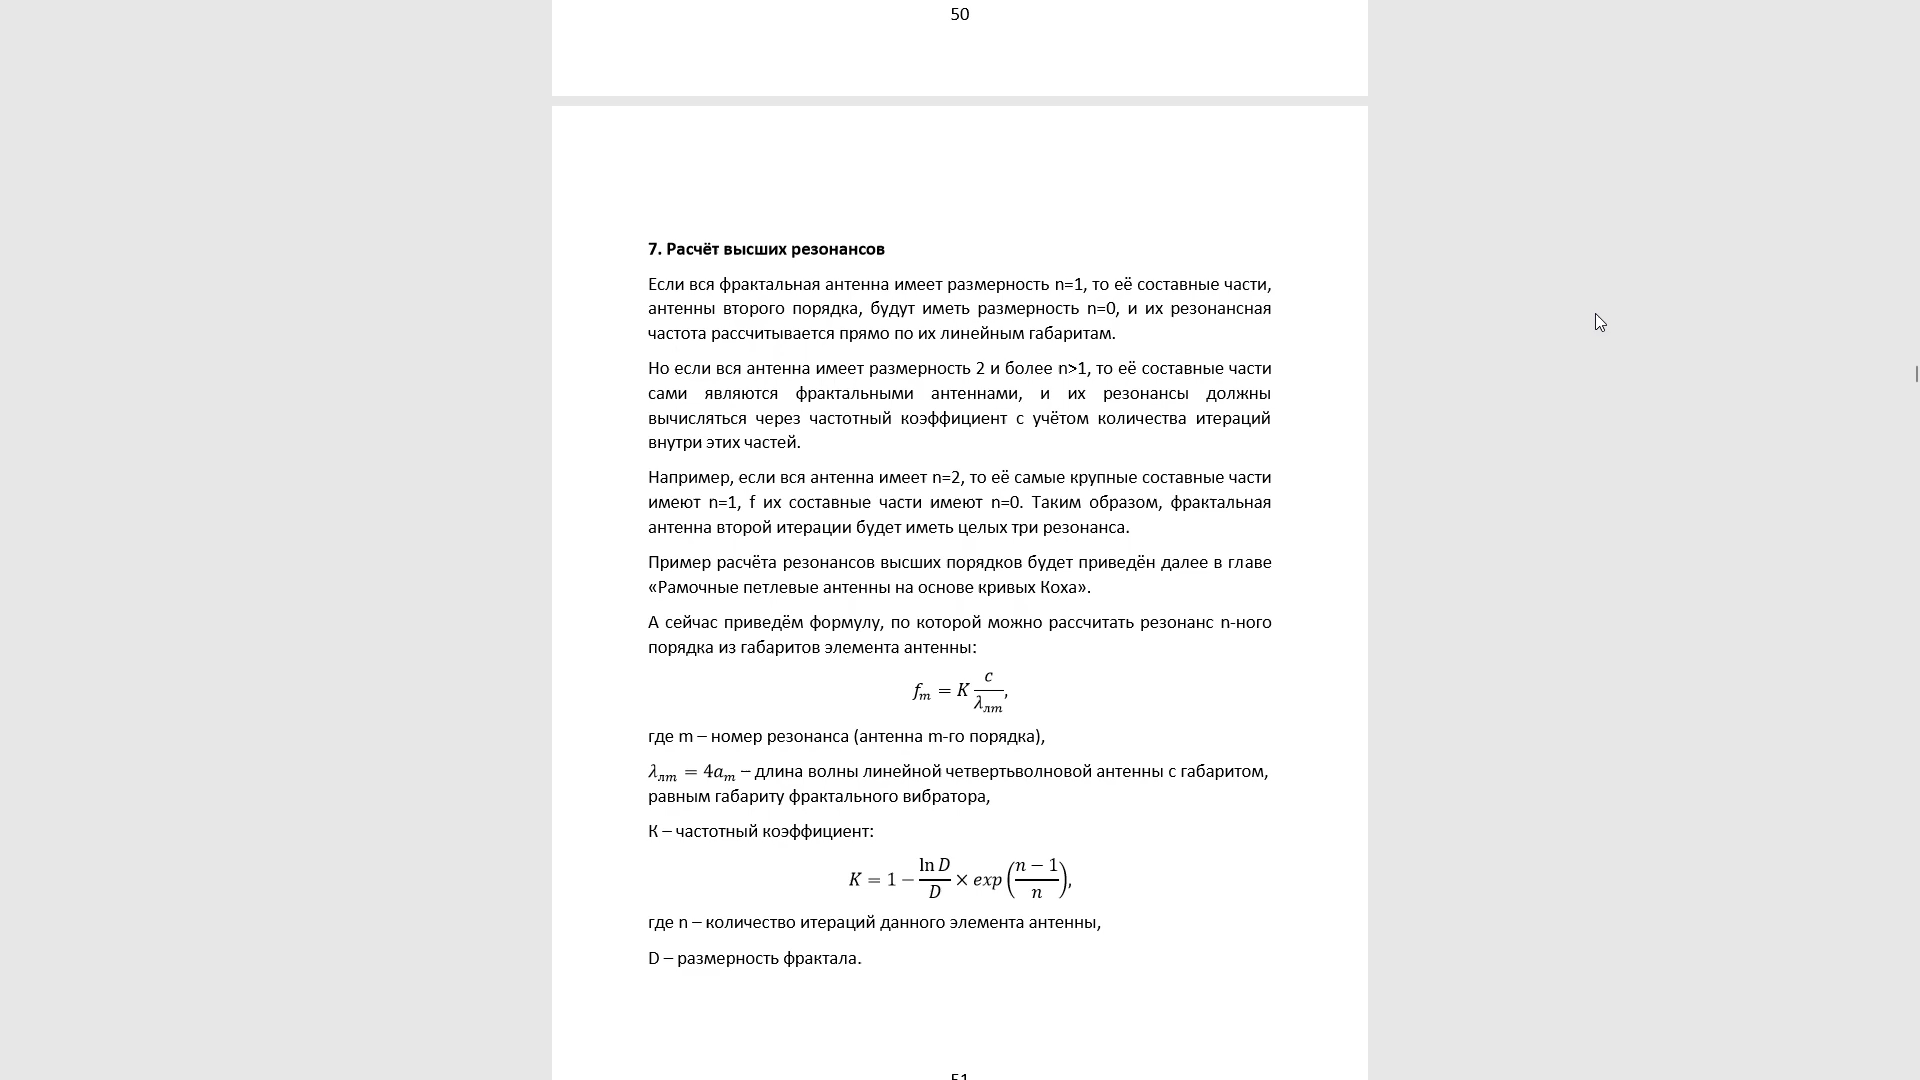 50
7. Расчёт высших резонансов
Если вся фрактальная антенна имеет размерность n=1, то её составные части,
антенны второго порядка, будут иметь размерность n=0, и их резонансная
частота рассчитывается прямо по их линейным габаритам.
Но если вся антенна имеет размерность 2 и более n>1, то её составные части
сами являются фрактальными антеннами, и их резонансы должны
вычисляться через частотный коэффициент с учётом количества итераций
внутри этих частей.
Например, если вся антенна имеет n=2, то её самые крупные составные части
имеют n=1, f их составные части имеют n=0. Таким образом, фрактальная
антенна второй итерации будет иметь целых три резонанса.
Пример расчёта резонансов высших порядков будет приведён далее в главе
«Рамочные петлевые антенны на основе кривых Коха».
А сейчас приведём формулу, по которой можно рассчитать резонанс n-ного
порядка из габаритов элемента антенны:
f_m = K c/λ_лm,
где m – номер резонанса (антенна m-го порядка),
λ_лm = 4a_m – длина волны линейной четвертьволновой антенны с габаритом,
равным габариту фрактального вибратора,
К – частотный коэффициент:
K = 1 − ln D/D × exp((n − 1)/n),
где n – количество итераций данного элемента антенны,
D – размерность фрактала.
51